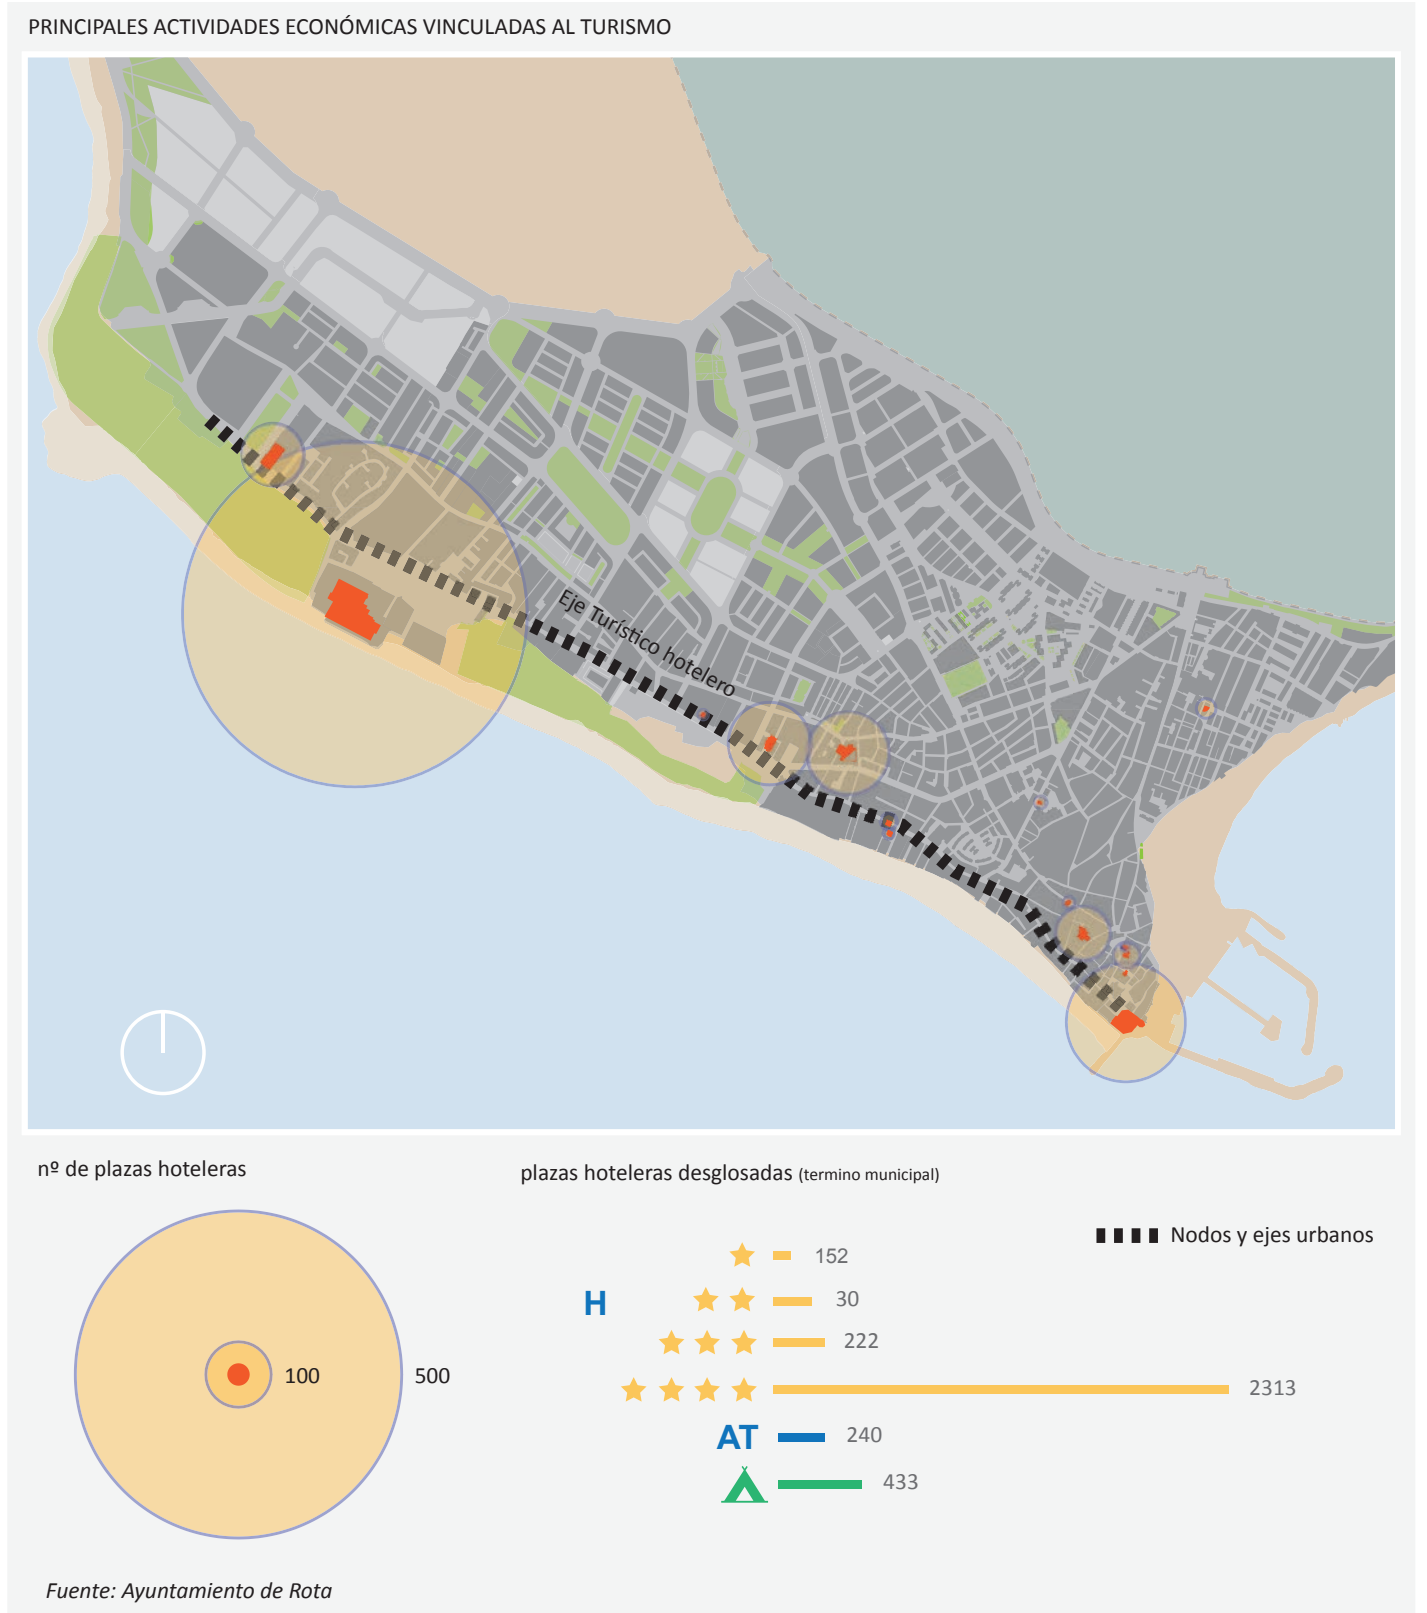 PRINCIPALES ACTIVIDADES ECONÓMICAS VINCULADAS AL TURISMO
Eje Turístico hotelero
nº de plazas hoteleras
100
500
plazas hoteleras desglosadas (termino municipal)
152
H
30
222
2313
AT
240
433
Nodos y ejes urbanos
Fuente: Ayuntamiento de Rota